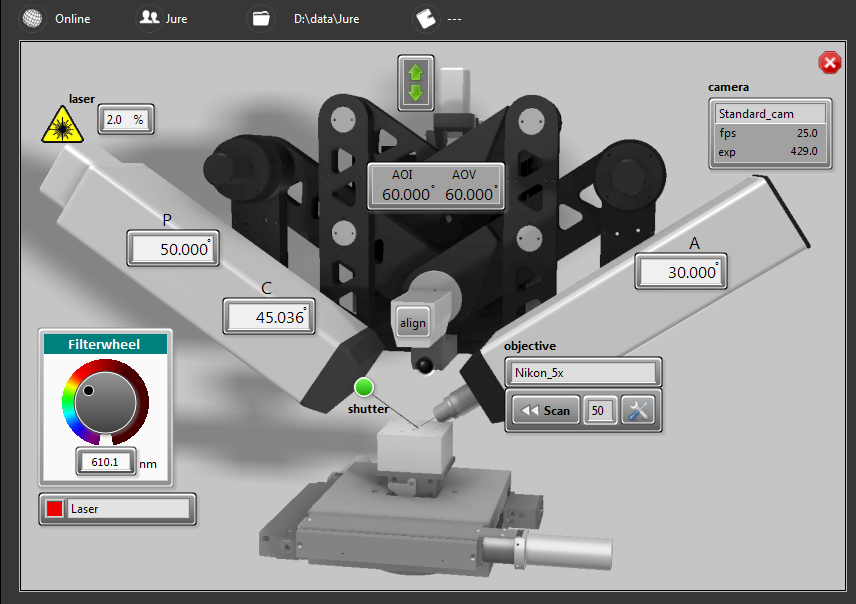 Online Jure D:\data\Jure ---
laser
2.0 %
camera
Standard_cam
fps 25.0
exp 429.0
AOI AOV
60.000° 60.000°
P
50.000°
A
30.000°
C
45.036°
align
Filterwheel
610.1 nm
Laser
shutter
objective
Nikon_5x
Scan 50